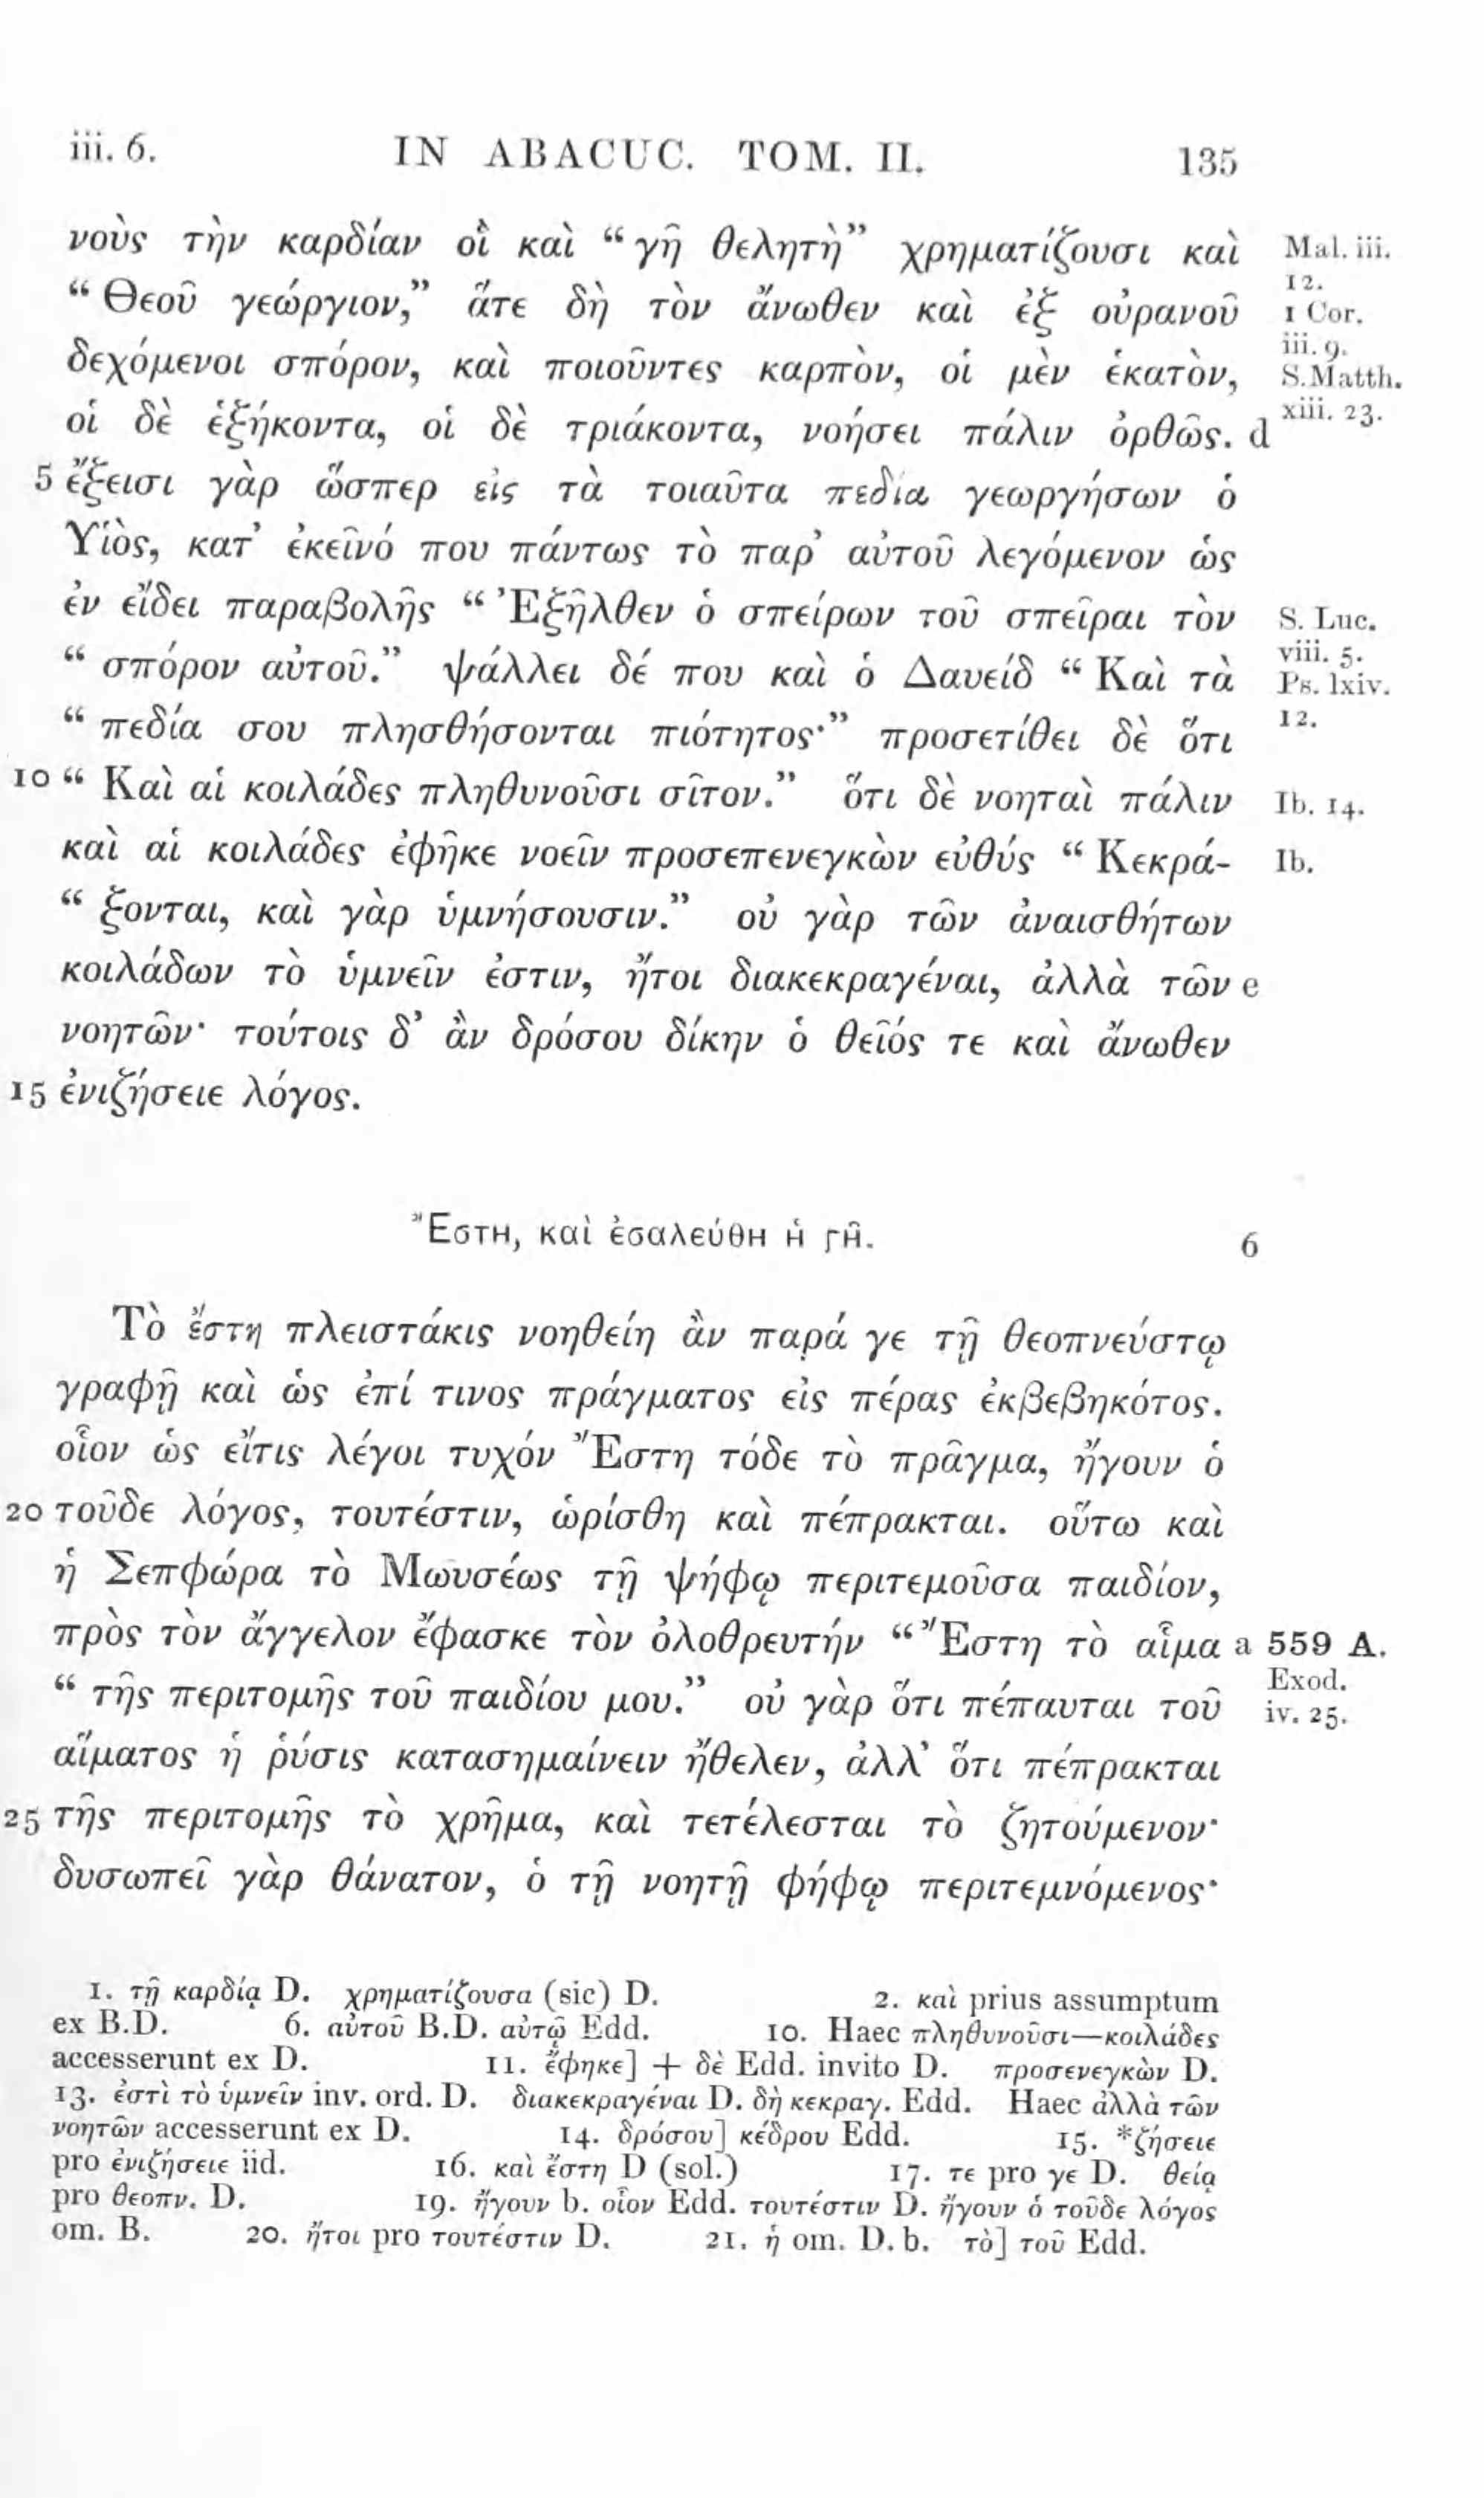 iii. 6. IN ABACUC. TOM. II. 135
νοὺς τὴν καρδίαν οἳ καὶ “ γῆ θελητὴ” χρηματίζουσι καὶ Mal. iii. 12.
“ Θεοῦ γεώργιον,” ἅτε δὴ τὸν ἄνωθεν καὶ ἐξ οὐρανοῦ 1 Cor. iii. 9.
δεχόμενοι σπόρον, καὶ ποιοῦντες καρπὸν, οἱ μὲν ἑκατὸν, S. Matth. xiii. 23.
οἱ δὲ ἑξήκοντα, οἱ δὲ τριάκοντα, νοήσει πάλιν ὀρθῶς. d
5 ἔξεισι γὰρ ὥσπερ εἰς τὰ τοιαῦτα πεδία γεωργήσων ὁ
Υἱὸς, κατ’ ἐκεῖνό που πάντως τὸ παρ’ αὐτοῦ λεγόμενον ὡς
ἐν εἴδει παραβολῆς “ Ἐξῆλθεν ὁ σπείρων τοῦ σπεῖραι τὸν S. Luc. viii. 5.
“ σπόρον αὐτοῦ.” ψάλλει δέ που καὶ ὁ Δαυείδ “ Καὶ τὰ Ps. lxiv. 12.
“ πεδία σου πλησθήσονται πιότητος·” προσετίθει δὲ ὅτι
10 “ Καὶ αἱ κοιλάδες πληθυνοῦσι σῖτον.” ὅτι δὲ νοηταὶ πάλιν Ib. 14.
καὶ αἱ κοιλάδες ἐφῆκε νοεῖν προσεπενεγκὼν εὐθύς “ Κεκρά- Ib.
“ ξονται, καὶ γὰρ ὑμνήσουσιν.” οὐ γὰρ τῶν ἀναισθήτων
κοιλάδων τὸ ὑμνεῖν ἐστιν, ἤτοι διακεκραγέναι, ἀλλὰ τῶν e
νοητῶν· τούτοις δ’ ἂν δρόσου δίκην ὁ θεῖός τε καὶ ἄνωθεν
15 ἐνιζήσειε λόγος.
Ἔστη, καὶ ἐσαλεύθη ἡ γῆ. 6
Τὸ ἔστη πλειστάκις νοηθείη ἂν παρά γε τῇ θεοπνεύστῳ
γραφῇ καὶ ὡς ἐπί τινος πράγματος εἰς πέρας ἐκβεβηκότος.
οἷον ὡς εἴτις λέγοι τυχόν Ἔστη τόδε τὸ πρᾶγμα, ἤγουν ὁ
20 τοῦδε λόγος, τουτέστιν, ὡρίσθη καὶ πέπρακται. οὕτω καὶ
ἡ Σεπφώρα τὸ Μωυσέως τῇ ψήφῳ περιτεμοῦσα παιδίον,
πρὸς τὸν ἄγγελον ἔφασκε τὸν ὀλοθρευτήν “ Ἔστη τὸ αἷμα a 559 A.
“ τῆς περιτομῆς τοῦ παιδίου μου.” οὐ γὰρ ὅτι πέπαυται τοῦ Exod. iv. 25.
αἵματος ἡ ῥύσις κατασημαίνειν ἤθελεν, ἀλλ’ ὅτι πέπρακται
25 τῆς περιτομῆς τὸ χρῆμα, καὶ τετέλεσται τὸ ζητούμενον·
δυσωπεῖ γὰρ θάνατον, ὁ τῇ νοητῇ φήφῳ περιτεμνόμενος·
1. τῇ καρδίᾳ D. χρηματίζουσα (sic) D. 2. καὶ prius assumptum
ex B.D. 6. αὐτοῦ B.D. αὐτῷ Edd. 10. Haec πληθυνοῦσι—κοιλάδες
accesserunt ex D. 11. ἔφηκε] + δὲ Edd. invito D. προσενεγκὼν D.
13. ἐστὶ τὸ ὑμνεῖν inv. ord. D. διακεκραγέναι D. δὴ κεκραγ. Edd. Haec ἀλλὰ τῶν
νοητῶν accesserunt ex D. 14. δρόσου] κέδρου Edd. 15. *ζήσειε
pro ἐνιζήσειε iid. 16. καὶ ἔστη D (sol.) 17. τε pro γε D. θείᾳ
pro θεοπν. D. 19. ἤγουν b. οἷον Edd. τουτέστιν D. ἤγουν ὁ τοῦδε λόγος
om. B. 20. ἤτοι pro τουτέστιν D. 21. ἡ om. D. b. τὸ] τοῦ Edd.